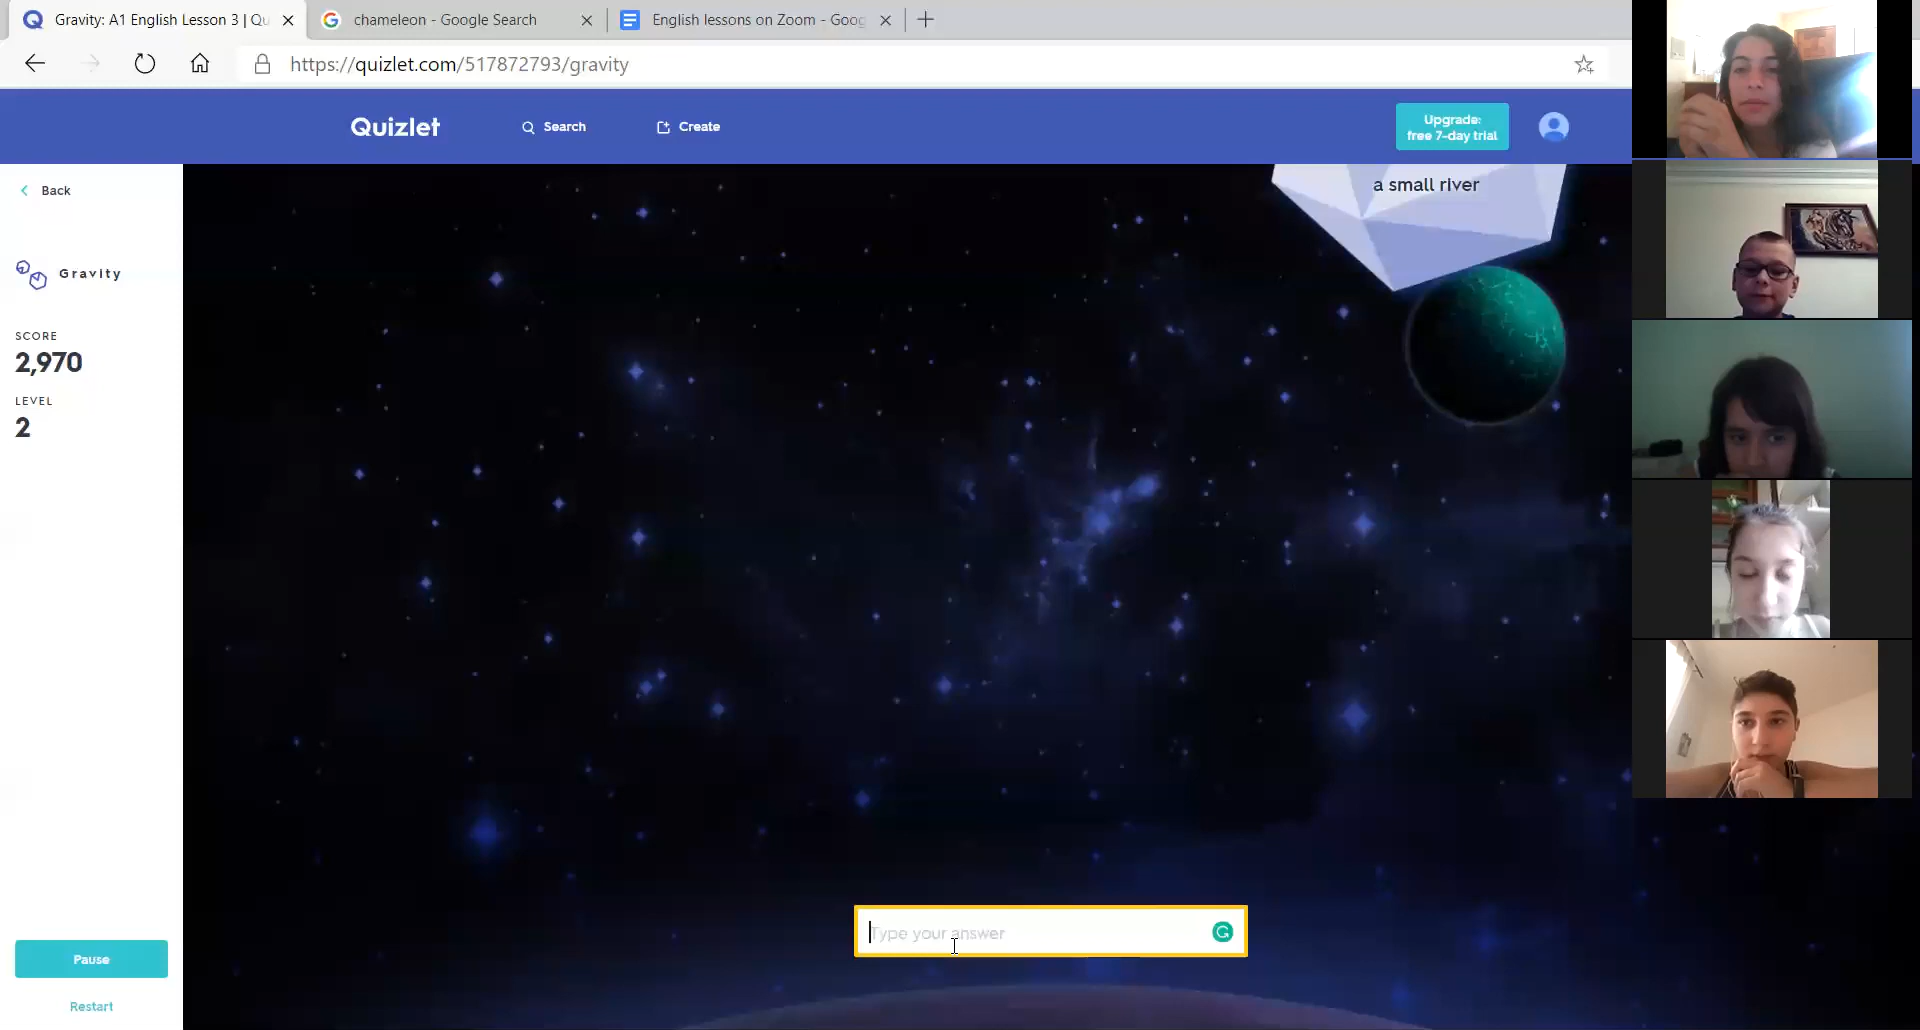 Gravity: A1 English Lesson 3 | Qu
chameleon - Google Search
English lessons on Zoom - Goog
https://quizlet.com/517872793/gravity
Quizlet
Search
Create
Upgrade:
free 7-day trial
Back
a small river
Gravity
SCORE
2,970
LEVEL
2
Type your answer
Pause
Restart